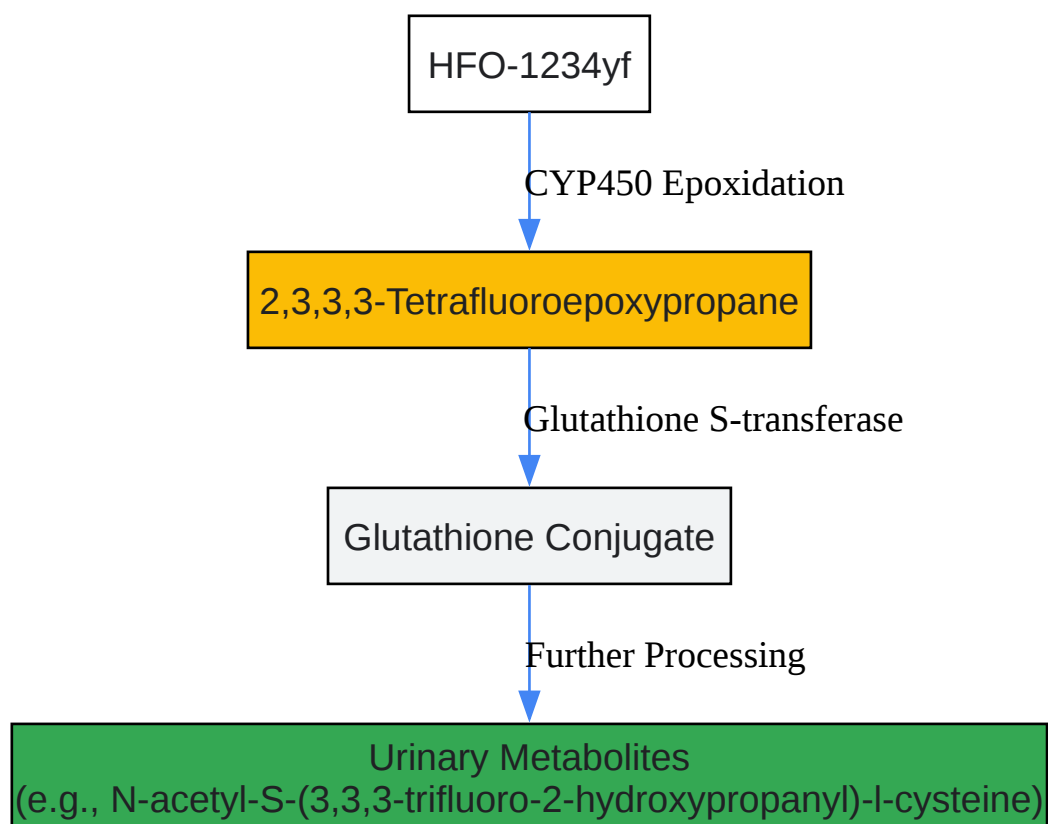 HFO-1234yf
CYP450 Epoxidation
2,3,3,3-Tetrafluoroepoxypropane
Glutathione S-transferase
Glutathione Conjugate
Further Processing
Urinary Metabolites
(e.g., N-acetyl-S-(3,3,3-trifluoro-2-hydroxypropanyl)-l-cysteine)